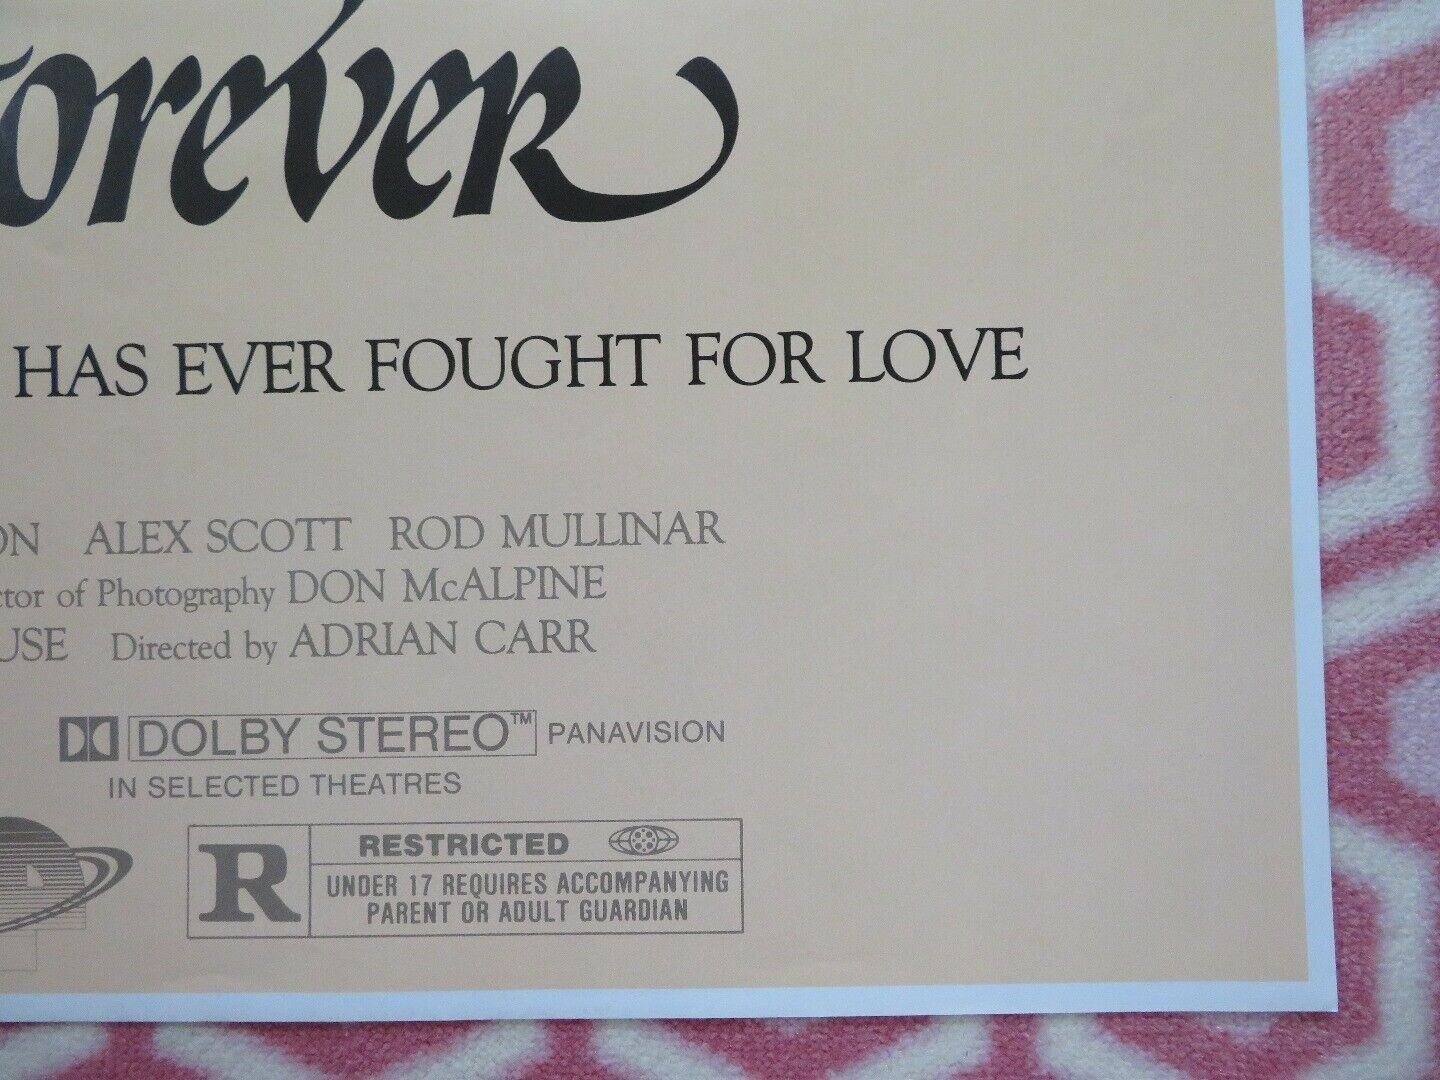 forever
HAS EVER FOUGHT FOR LOVE
ON ALEX SCOTT ROD MULLINAR
ctor of Photography DON McALPINE
USE Directed by ADRIAN CARR
DOLBY STEREO™ PANAVISION
IN SELECTED THEATRES
R RESTRICTED
UNDER 17 REQUIRES ACCOMPANYING
PARENT OR ADULT GUARDIAN